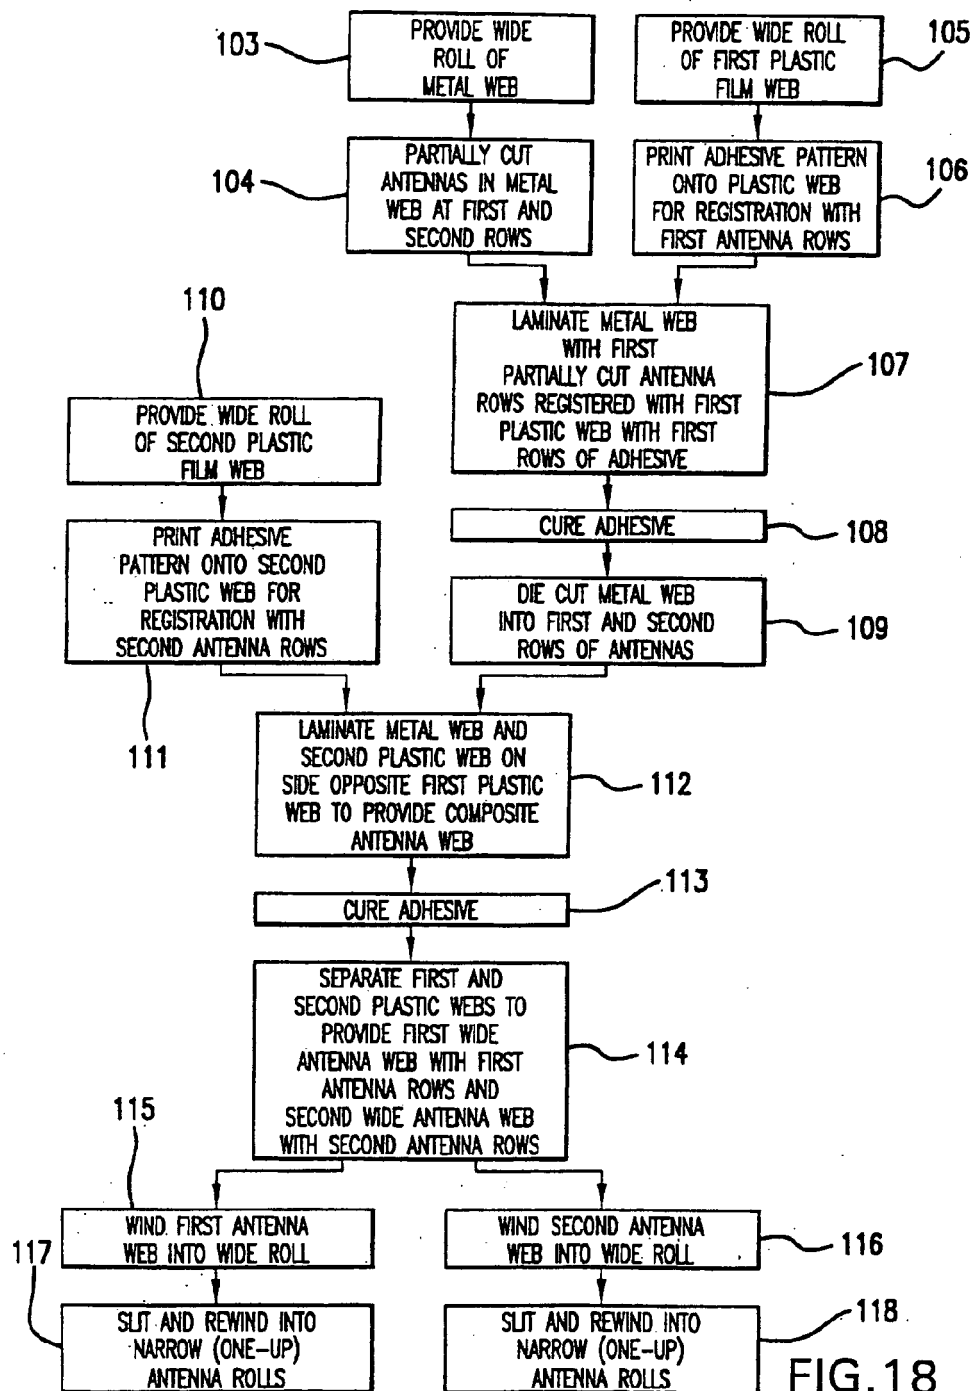 103
PROVIDE WIDE
ROLL OF
METAL WEB
PROVIDE WIDE ROLL
OF FIRST PLASTIC
FILM WEB
105
104
PARTIALLY CUT
ANTENNAS IN METAL
WEB AT FIRST AND
SECOND ROWS
PRINT ADHESIVE PATTERN
ONTO PLASTIC WEB
FOR REGISTRATION WITH
FIRST ANTENNA ROWS
106
LAMINATE METAL WEB
WITH FIRST
PARTIALLY CUT ANTENNA
ROWS REGISTERED WITH FIRST
PLASTIC WEB WITH FIRST
ROWS OF ADHESIVE
107
110
PROVIDE WIDE ROLL
OF SECOND PLASTIC
FILM WEB
CURE ADHESIVE
108
PRINT ADHESIVE
PATTERN ONTO SECOND
PLASTIC WEB FOR
REGISTRATION WITH
SECOND ANTENNA ROWS
111
DIE CUT METAL WEB
INTO FIRST AND SECOND
ROWS OF ANTENNAS
109
LAMINATE METAL WEB AND
SECOND PLASTIC WEB ON
SIDE OPPOSITE FIRST PLASTIC
WEB TO PROVIDE COMPOSITE
ANTENNA WEB
112
CURE ADHESIVE
113
SEPARATE FIRST AND
SECOND PLASTIC WEBS TO
PROVIDE FIRST WIDE
ANTENNA WEB WITH FIRST
ANTENNA ROWS AND
SECOND WIDE ANTENNA WEB
WITH SECOND ANTENNA ROWS
114
115
WIND FIRST ANTENNA
WEB INTO WIDE ROLL
WIND SECOND ANTENNA
WEB INTO WIDE ROLL
116
117
SLIT AND REWIND INTO
NARROW (ONE-UP)
ANTENNA ROLLS
SLIT AND REWIND INTO
NARROW (ONE-UP)
ANTENNA ROLLS
118
FIG.18